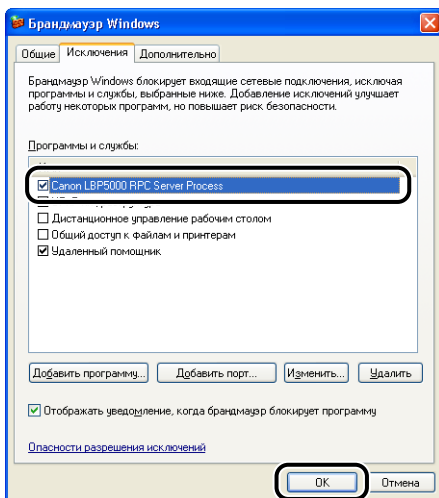 Брандмауэр Windows
Общие Исключения Дополнительно
Брандмауэр Windows блокирует входящие сетевые подключения, исключая
программы и службы, выбранные ниже. Добавление исключений улучшает
работу некоторых программ, но повышает риск безопасности.
Программы и службы:
Canon LBP5000 RPC Server Process
Дистанционное управление рабочим столом
Общий доступ к файлам и принтерам
Удаленный помощник
Добавить программу... Добавить порт... Изменить... Удалить
Отображать уведомление, когда брандмауэр блокирует программу
Опасности разрешения исключений
OK Отмена